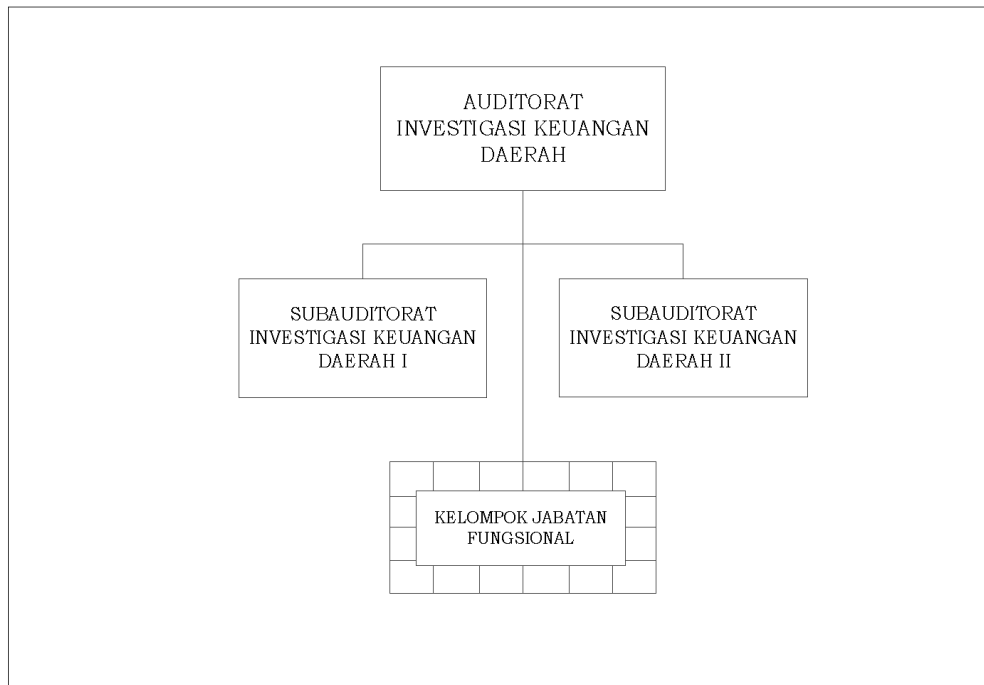 AUDITORAT
INVESTIGASI KEUANGAN
DAERAH
SUBAUDITORAT
INVESTIGASI KEUANGAN
DAERAH I
SUBAUDITORAT
INVESTIGASI KEUANGAN
DAERAH II
KELOMPOK JABATAN
FUNGSIONAL